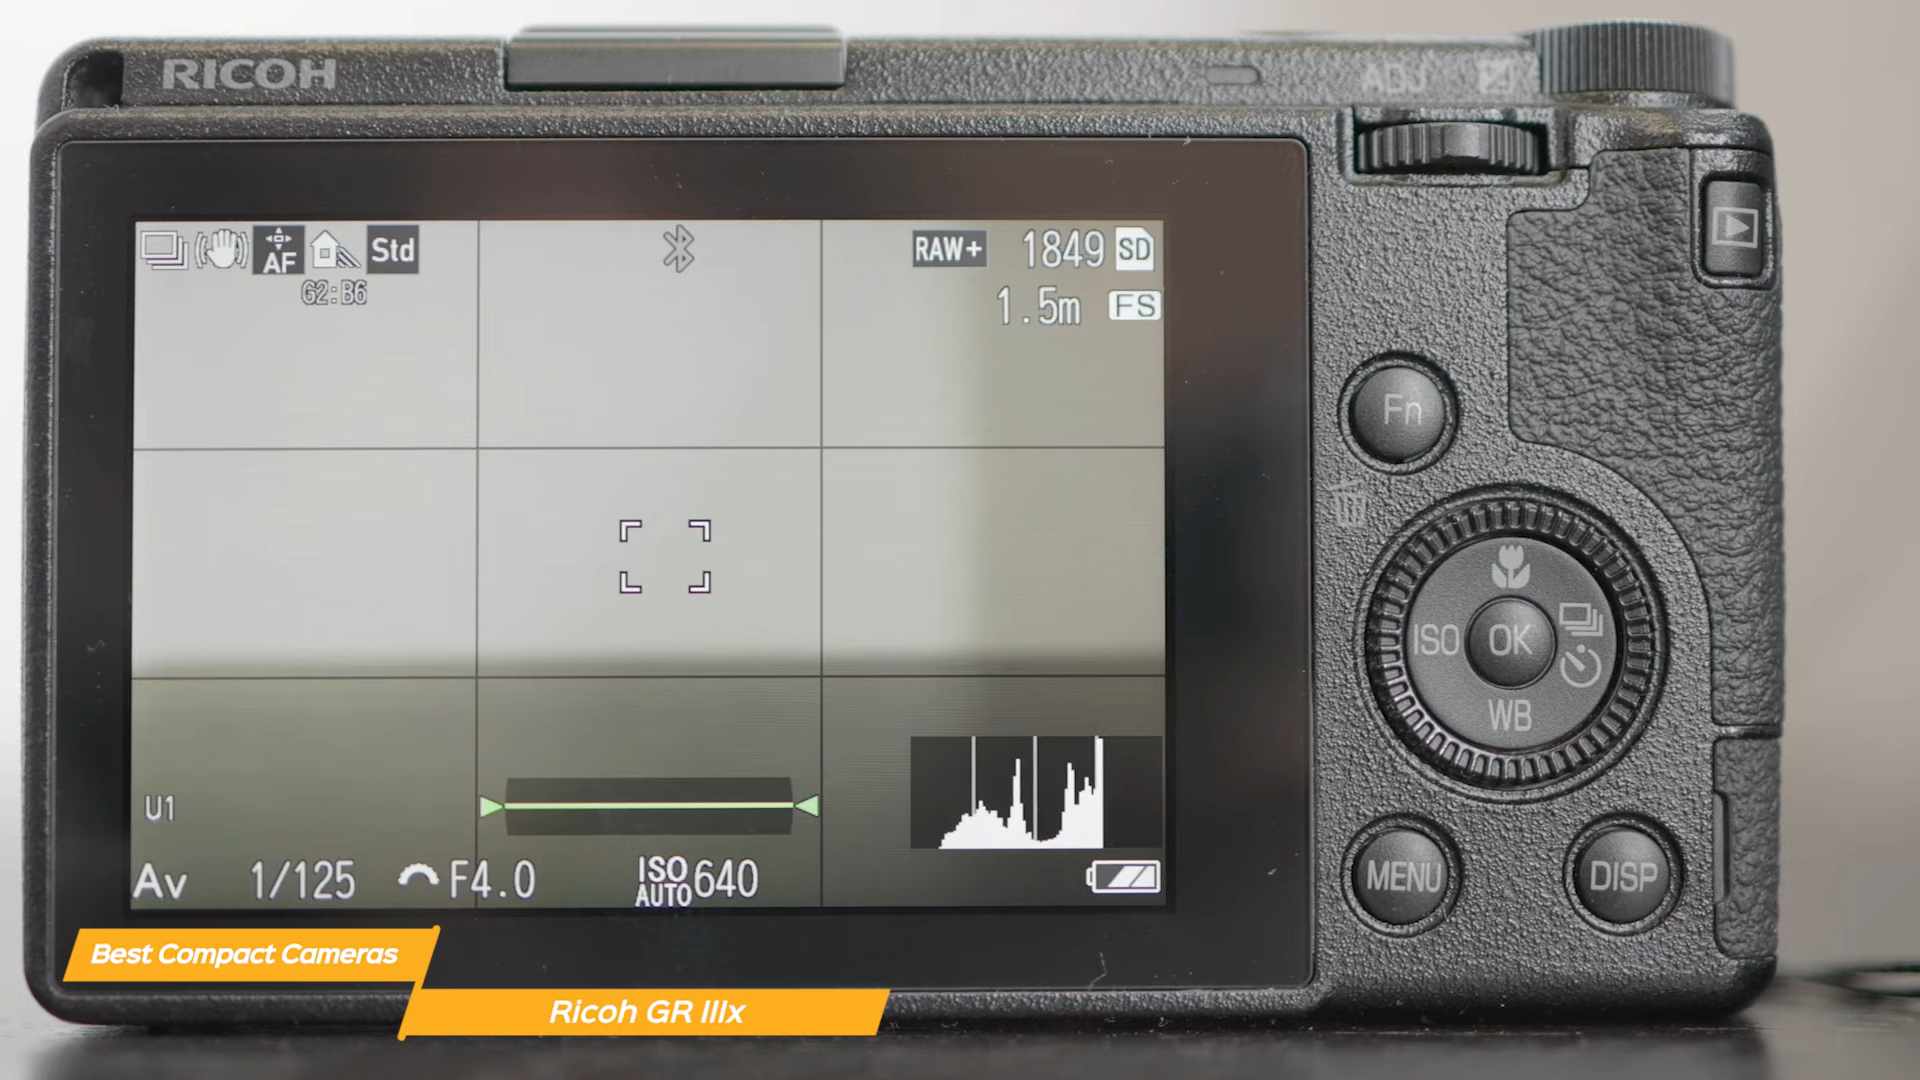 RICOH
ADJ
AF Std RAW+ 1849 SD
G2:B6 1.5m FS
Fn
ISO OK
WB
U1
Av 1/125 F4.0 ISO AUTO 640
MENU DISP
Best Compact Cameras
Ricoh GR IIIx